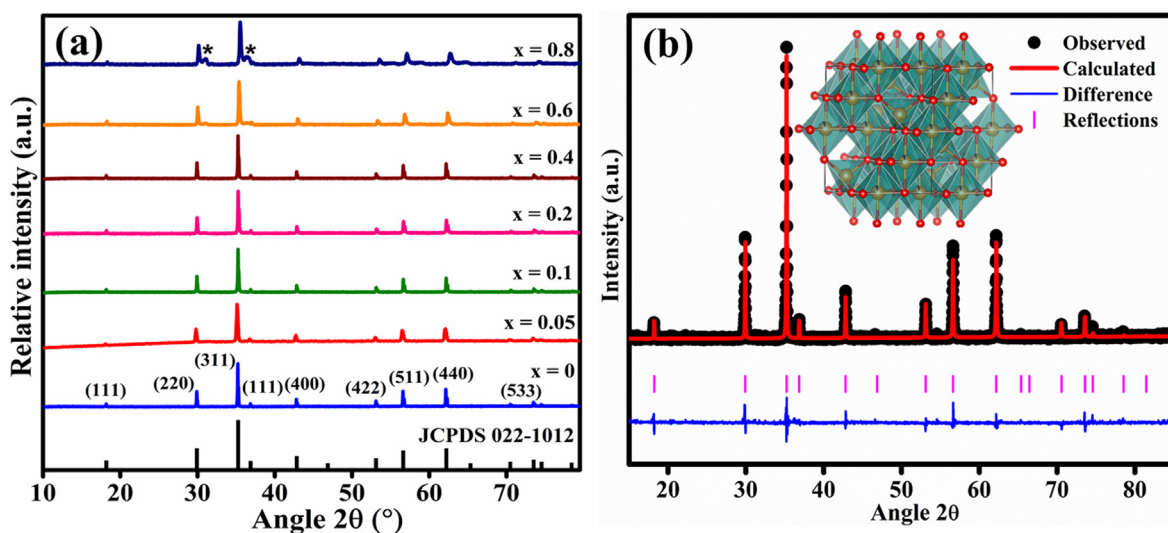 (a)
x = 0.8
*
*
x = 0.6
x = 0.4
x = 0.2
x = 0.1
x = 0.05
x = 0
(111)
(220)
(311)
(111)
(400)
(422)
(511)
(440)
(533)
JCPDS 022-1012
10
20
30
40
50
60
70
Angle 2θ (°)
Relative intensity (a.u.)
(b)
Observed
Calculated
Difference
Reflections
30
40
50
60
70
80
Angle 2θ
Intensity (a.u.)